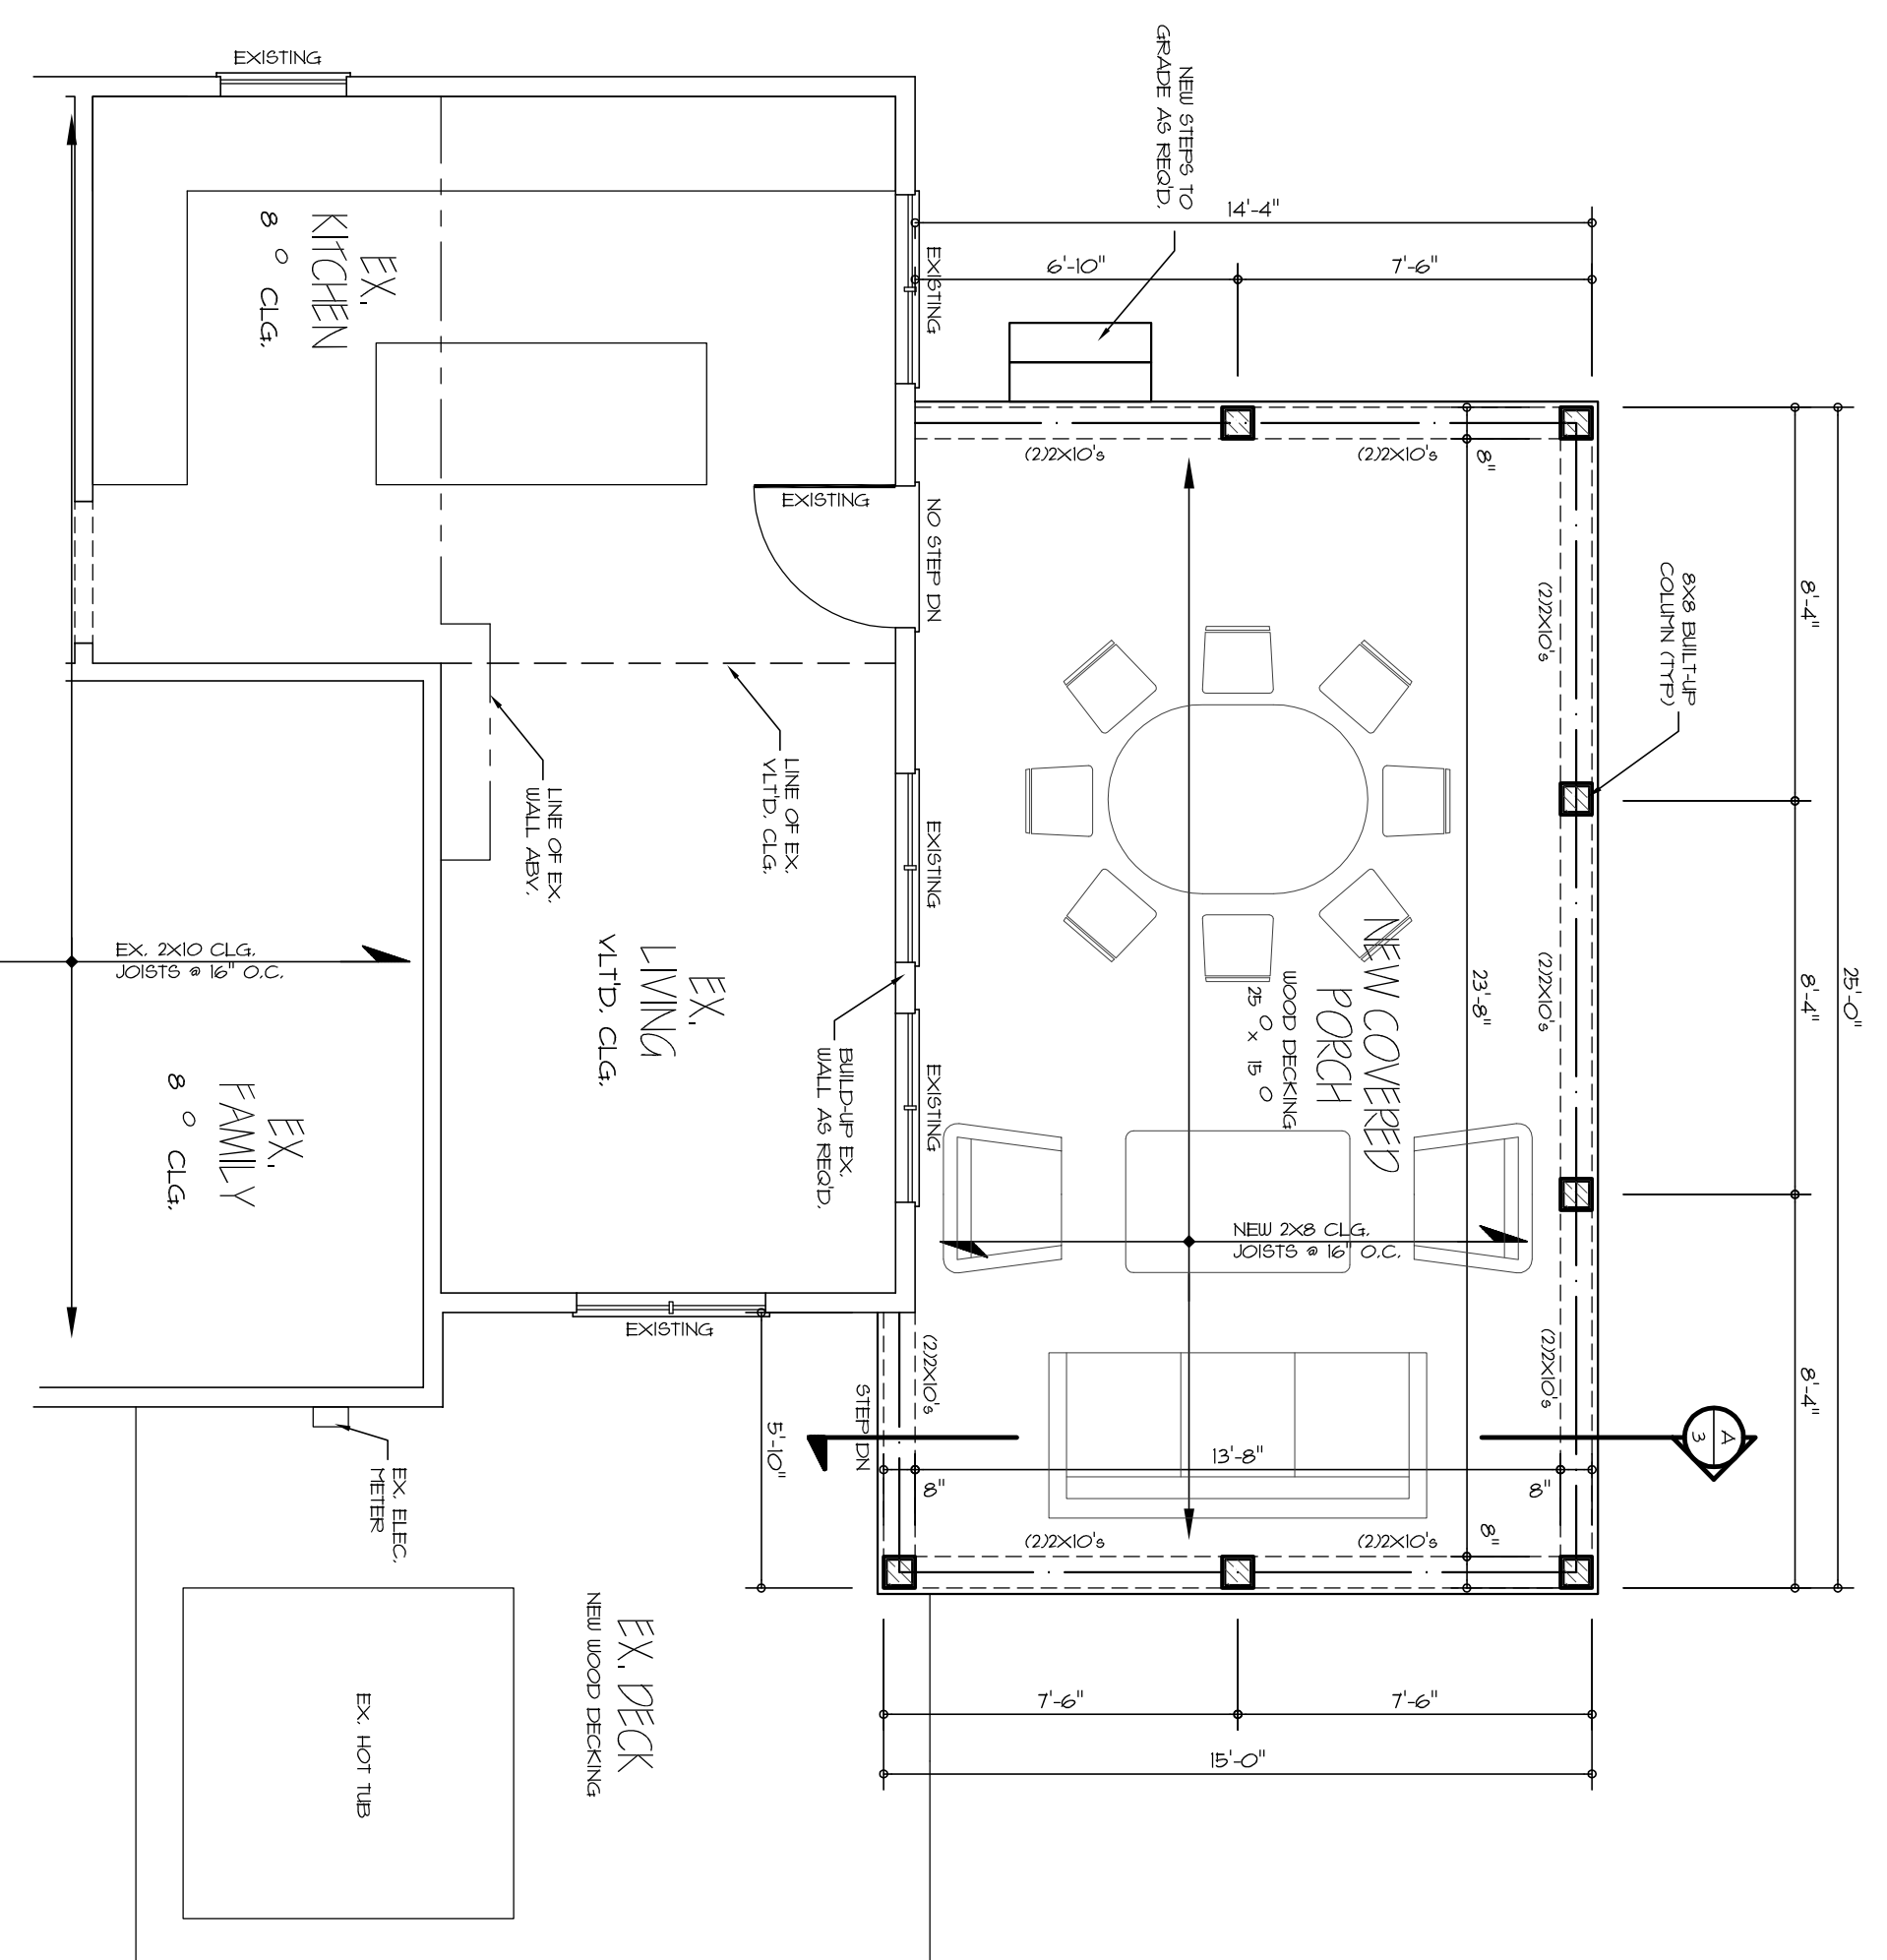 EXISTING
NEW STEPS TO
GRADE AS REQ'D.
14'-4"
6'-10"
7'-6"
EX.
KITCHEN
8 0 CLG.
EXISTING
(2)2X10's
(2)2X10's
8"
EXISTING
NO STEP DN
(2)2X10's
8X8 BUILT-UP
COLUMN (TYP)
8'-4"
LINE OF EX.
VLT'D. CLG.
LINE OF EX.
WALL ABV.
EXISTING
EX. 2X10 CLG.
JOISTS @ 16" O.C.
EX.
LIVING
VLT'D. CLG.
NEW COVERED
PORCH
WOOD DECKING
25 0 x 15 0
23'-8"
(2)2X10's
8'-4"
25'-0"
BUILD-UP EX.
WALL AS REQ'D.
EXISTING
EX.
FAMILY
8 0 CLG.
NEW 2X8 CLG.
JOISTS @ 16" O.C.
EXISTING
(2)2X10's
(2)2X10's
8'-4"
STEP DN
5'-10"
13'-8"
8"
8"
A
3
EX. ELEC.
METER
(2)2X10's
(2)2X10's
8"
EX. DECK
NEW WOOD DECKING
EX. HOT TUB
7'-6"
7'-6"
15'-0"